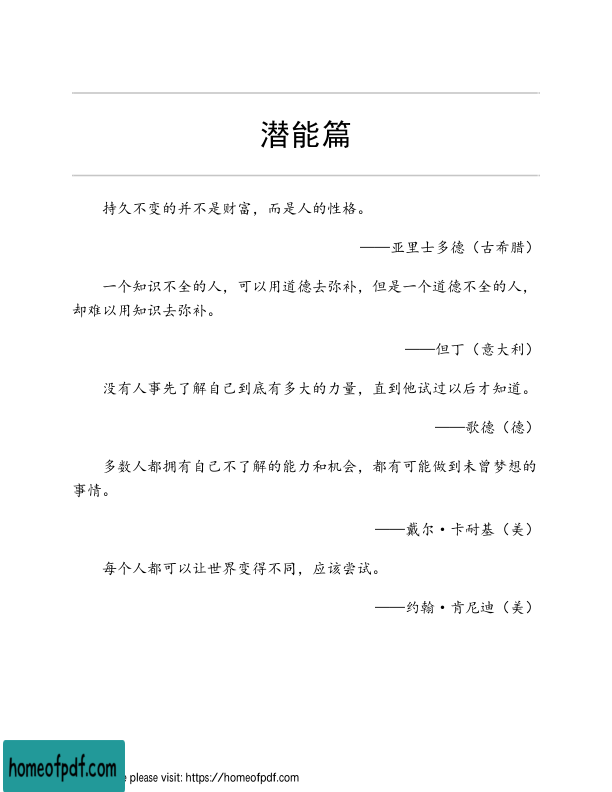 潜能篇
持久不变的并不是财富，而是人的性格。
——亚里士多德（古希腊）
一个知识不全的人，可以用道德去弥补，但是一个道德不全的人，
却难以用知识去弥补。
——但丁（意大利）
没有人事先了解自己到底有多大的力量，直到他试过以后才知道。
——歌德（德）
多数人都拥有自己不了解的能力和机会，都有可能做到未曾梦想的
事情。
——戴尔·卡耐基（美）
每个人都可以让世界变得不同，应该尝试。
——约翰·肯尼迪（美）
homeofpdf.com
please visit: https://homeofpdf.com